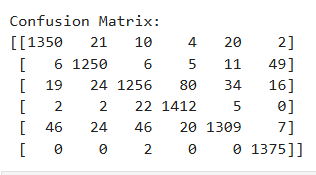 Confusion Matrix:
[[1350 21 10 4 20 2]
[ 6 1250 6 5 11 49]
[ 19 24 1256 80 34 16]
[ 2 2 22 1412 5 0]
[ 46 24 46 20 1309 7]
[ 0 0 2 0 0 1375]]